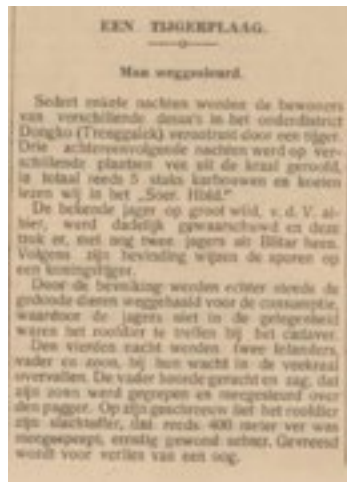 EEN TIJGERPLAAG.
Man weggesleurd.
Sedert enkele nachten worden de bewoners
van verschillende dessa's in het onderdistrict
Dongko (Trenggalek) verontrust door een tijger.
Drie achtereenvolgende nachten werd op ver-
schillende plaatsen vee uit de kraal geroofd,
in totaal reeds 5 stuks karbouwen en koeien
lezen wij in het „Soer. Hbld."
De bekende jager op groot wild, v. d. V. al-
hier, werd dadelijk gewaarschuwd en deze
trok er, met nog twee jagers uit Blitar heen.
Volgens zijn bevinding wijzen de sporen op
een koningstijger.
Door de bevolking werden echter steeds de
gedoode dieren weggehaald voor de consumptie,
waardoor de jagers niet in de gelegenheid
waren het roofdier te treffen bij het cadaver.
Den vierden nacht werden twee Inlanders,
vader en zoon, bij hun wacht in de veekraal
overvallen. De vader hoorde gerucht en zag, dat
zijn zoon werd gegrepen en meegesleurd over
den pagger. Op zijn geschreeuw liet het roofdier
zijn slachtoffer, dat reeds 400 meter ver was
meegesleept, ernstig gewond achter. Gevreesd
wordt voor verlies van een oog.